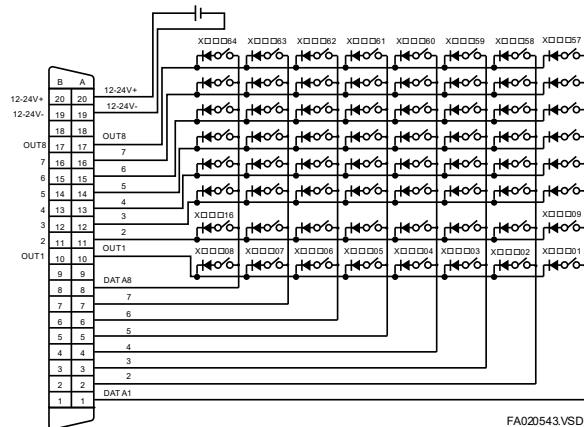 X□□□64 X□□□63 X□□□62 X□□□61 X□□□60 X□□□59 X□□□58 X□□□57
B A
12-24V+ 20 20 12-24V+
12-24V- 19 19 12-24V-
18 18
OUT8 17 17 OUT8
7 16 16 7
6 15 15 6
5 14 14 5
4 13 13 4
3 12 12 3
X□□□16 X□□□09
2 11 11 2
OUT1 10 10 OUT1
X□□□08 X□□□07 X□□□06 X□□□05 X□□□04 X□□□03 X□□□02 X□□□01
9 9
8 8 DATA8
7 7 7
6 6 6
5 5 5
4 4 4
3 3 3
2 2 2
1 1 DATA1
FA020543.VSD